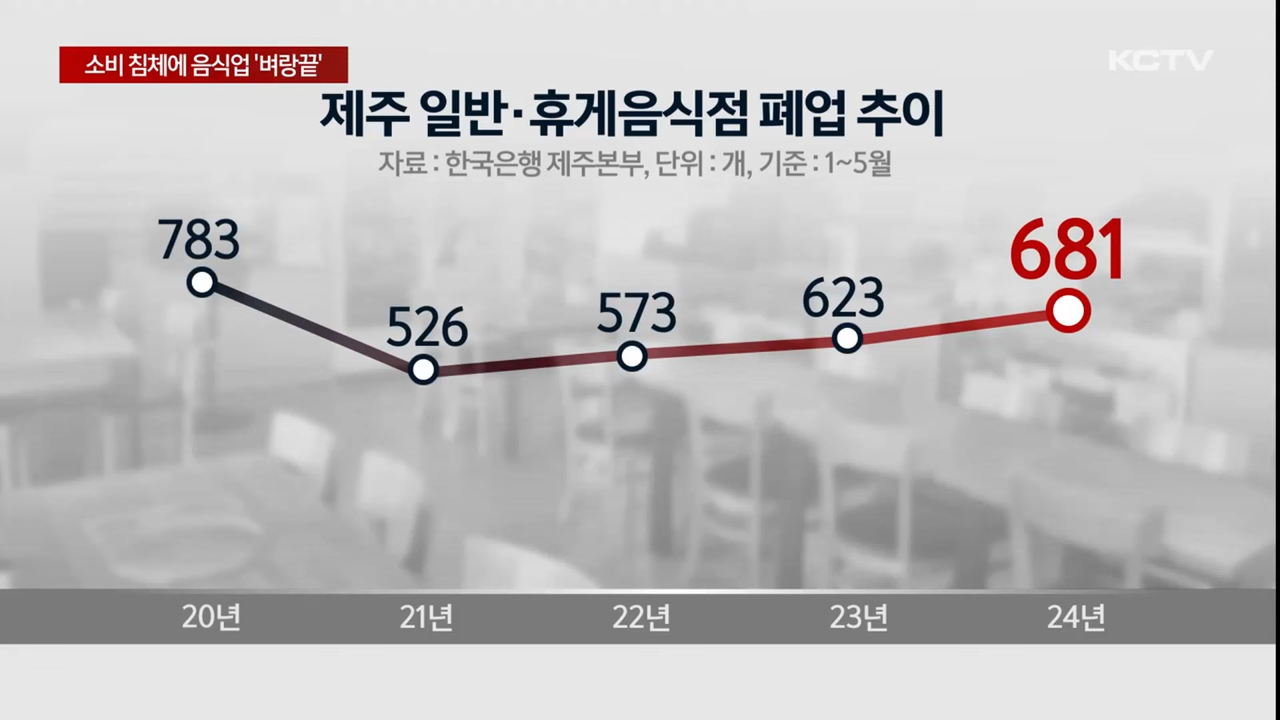 소비 침체에 음식업 '벼랑끝'
KCTV
제주 일반·휴게음식점 폐업 추이
자료 : 한국은행 제주본부, 단위 : 개, 기준 : 1~5월
783
526
573
623
681
20년
21년
22년
23년
24년